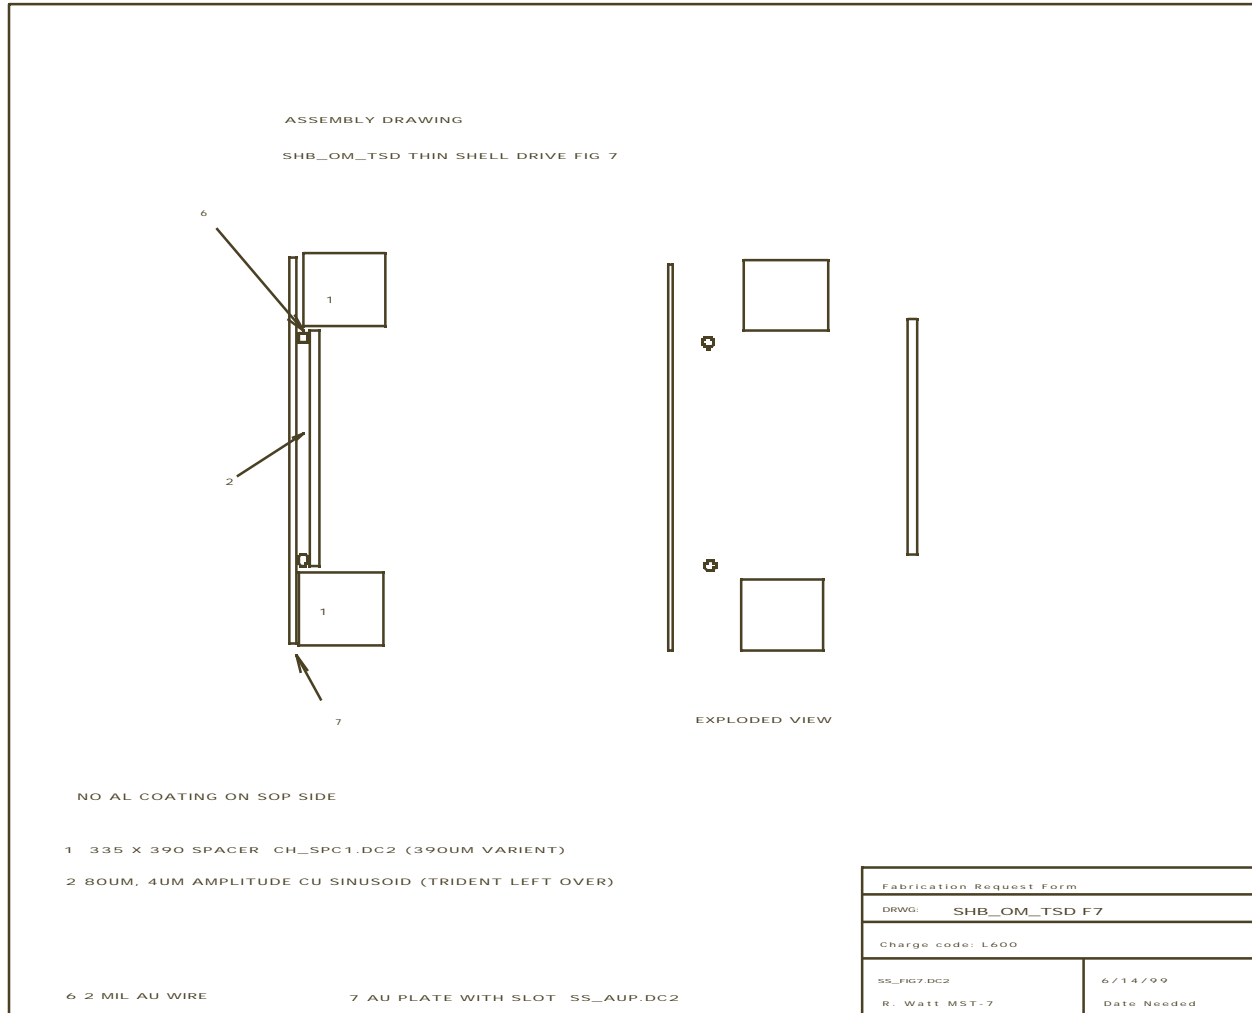 ASSEMBLY DRAWING
SHB_OM_TSD THIN SHELL DRIVE FIG 7
6
1
2
1
7
EXPLODED VIEW
NO AL COATING ON SOP SIDE
1 335 X 390 SPACER CH_SPC1.DC2 (390UM VARIENT)
2 80UM, 4UM AMPLITUDE CU SINUSOID (TRIDENT LEFT OVER)
6 2 MIL AU WIRE
7 AU PLATE WITH SLOT SS_AUP.DC2
Fabrication Request Form
DRWG: SHB_OM_TSD F7
Charge code: L600
SS_FIG7.DC2
6/14/99
R. Watt MST-7
Date Needed